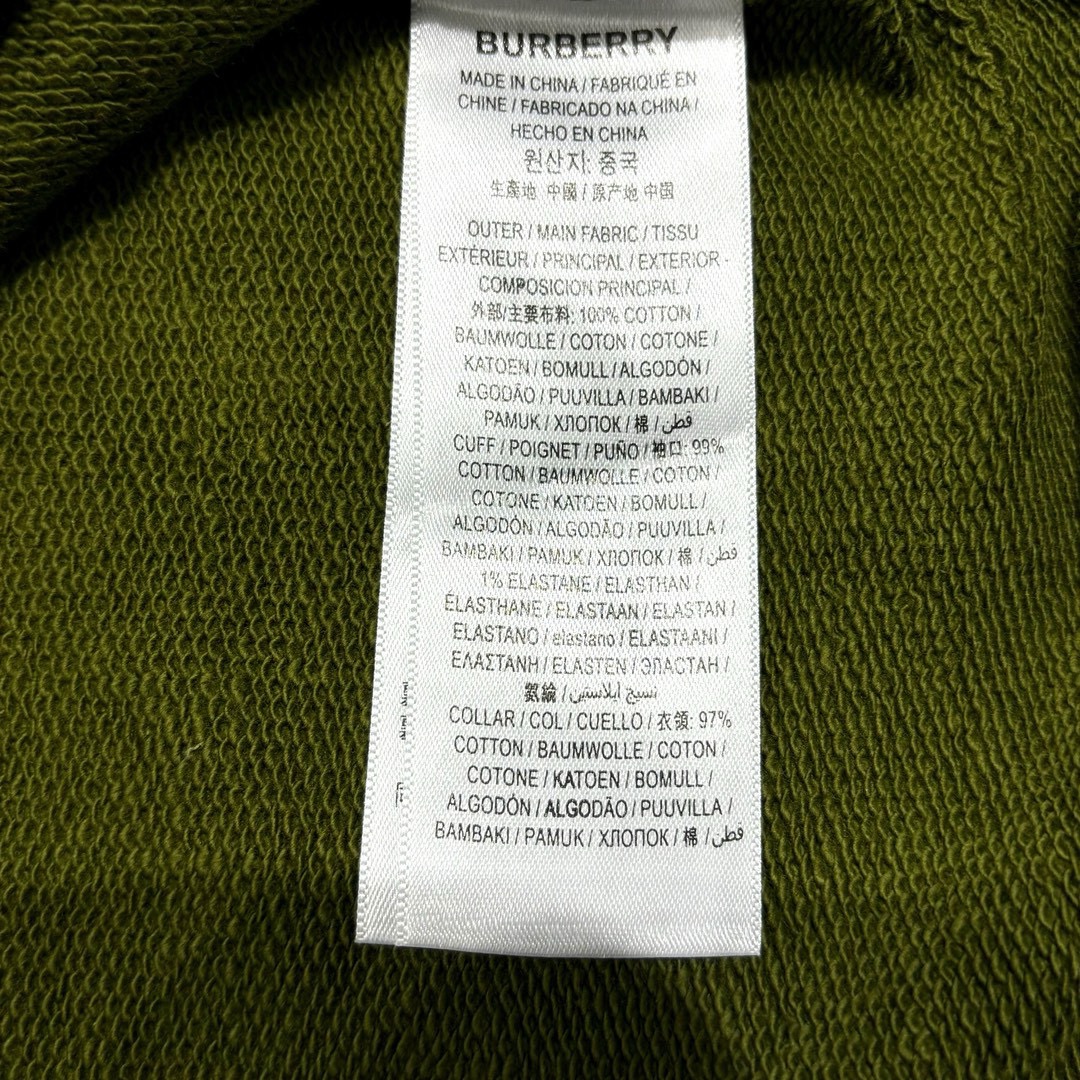 BURBERRY
MADE IN CHINA / FABRIQUÉ EN
CHINE / FABRICADO NA CHINA /
HECHO EN CHINA
원산지: 중국
生產地 中國 / 原产地 中国
OUTER / MAIN FABRIC / TISSU
EXTÉRIEUR / PRINCIPAL / EXTERIOR -
COMPOSICION PRINCIPAL /
外部/主要布料: 100% COTTON /
BAUMWOLLE / COTON / COTONE /
KATOEN / BOMULL / ALGODÓN /
ALGODÃO / PUUVILLA / BAMBAKI /
PAMUK / ХЛОПОК / 棉 / قطن
CUFF / POIGNET / PUÑO / 袖口: 99%
COTTON / BAUMWOLLE / COTON /
COTONE / KATOEN / BOMULL /
ALGODÓN / ALGODÃO / PUUVILLA /
BAMBAKI / PAMUK / ХЛОПОК / 棉 / قطن
1% ELASTANE / ELASTHAN /
ÉLASTHANE / ELASTAAN / ELASTAN /
ELASTANO / elastano / ELASTAANI /
ΕΛΑΣΤΑΝΗ / ELASTEN / ЭЛАСТАН /
氨綸 / نسيج ايلاستين /
COLLAR / COL / CUELLO / 衣領: 97%
COTTON / BAUMWOLLE / COTON /
COTONE / KATOEN / BOMULL /
ALGODÓN / ALGODÃO / PUUVILLA /
BAMBAKI / PAMUK / ХЛОПОК / 棉 / قطن